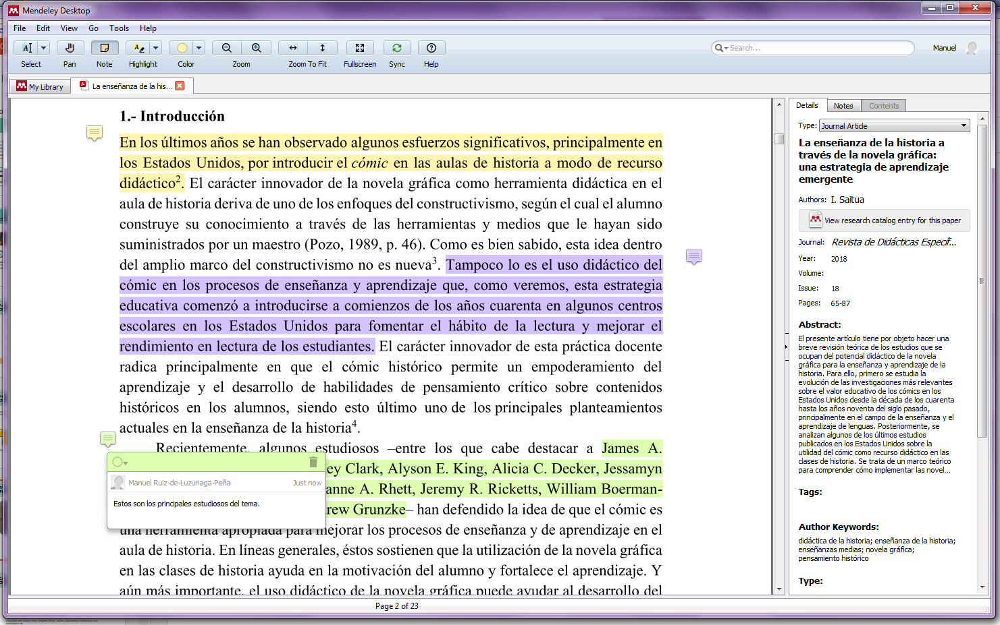 Mendeley Desktop
File Edit View Go Tools Help
Select Pan Note Highlight Color Zoom Zoom To Fit Fullscreen Sync Help
Search...
Manuel
My Library
La enseñanza de la his...
1.- Introducción
En los últimos años se han observado algunos esfuerzos significativos, principalmente en
los Estados Unidos, por introducir el cómic en las aulas de historia a modo de recurso
didáctico2. El carácter innovador de la novela gráfica como herramienta didáctica en el
aula de historia deriva de uno de los enfoques del constructivismo, según el cual el alumno
construye su conocimiento a través de las herramientas y medios que le hayan sido
suministrados por un maestro (Pozo, 1989, p. 46). Como es bien sabido, esta idea dentro
del amplio marco del constructivismo no es nueva3. Tampoco lo es el uso didáctico del
cómic en los procesos de enseñanza y aprendizaje que, como veremos, esta estrategia
educativa comenzó a introducirse a comienzos de los años cuarenta en algunos centros
escolares en los Estados Unidos para fomentar el hábito de la lectura y mejorar el
rendimiento en lectura de los estudiantes. El carácter innovador de esta práctica docente
radica principalmente en que el cómic histórico permite un empoderamiento del
aprendizaje y el desarrollo de habilidades de pensamiento crítico sobre contenidos
históricos en los alumnos, siendo esto último uno de los principales planteamientos
actuales en la enseñanza de la historia4.
Recientemente, algunos estudiosos –entre los que cabe destacar a James A.
ey Clark, Alyson E. King, Alicia C. Decker, Jessamyn
anne A. Rhett, Jeremy R. Ricketts, William Boerman-
rew Grunzke– han defendido la idea de que el cómic es
una herramienta apropiada para mejorar los procesos de enseñanza y de aprendizaje en el
aula de historia. En líneas generales, éstos sostienen que la utilización de la novela gráfica
en las clases de historia ayuda en la motivación del alumno y fortalece el aprendizaje. Y
aún más importante, el uso didáctico de la novela gráfica puede ayudar al desarrollo del
Manuel Ruiz-de-Luzuriaga-Peña Just now
Estos son los principales estudiosos del tema.
Page 2 of 23
Details Notes Contents
Type: Journal Article
La enseñanza de la historia a
través de la novela gráfica:
una estrategia de aprendizaje
emergente
Authors: I. Saitua
View research catalog entry for this paper
Journal: Revista de Didácticas Específ...
Year: 2018
Volume:
Issue: 18
Pages: 65-87
Abstract:
El presente artículo tiene por objeto hacer una
breve revisión teórica de los estudios que se
ocupan del potencial didáctico de la novela
gráfica para la enseñanza y aprendizaje de la
historia. Para ello, primero se estudia la
evolución de las investigaciones más relevantes
sobre el valor educativo de los cómics en los
Estados Unidos desde la década de los cuarenta
hasta los años noventa del siglo pasado,
principalmente en el campo de la enseñanza y el
aprendizaje de lenguas. Posteriormente, se
analizan algunos de los últimos estudios
publicados en los Estados Unidos sobre la
utilidad del cómic como recurso didáctico en las
clases de historia. Se trata de un marco teórico
para comprender cómo implementar las novel...
Tags:
Author Keywords:
didáctica de la historia; enseñanza de la historia;
enseñanzas medias; novela gráfica;
pensamiento histórico
Type: